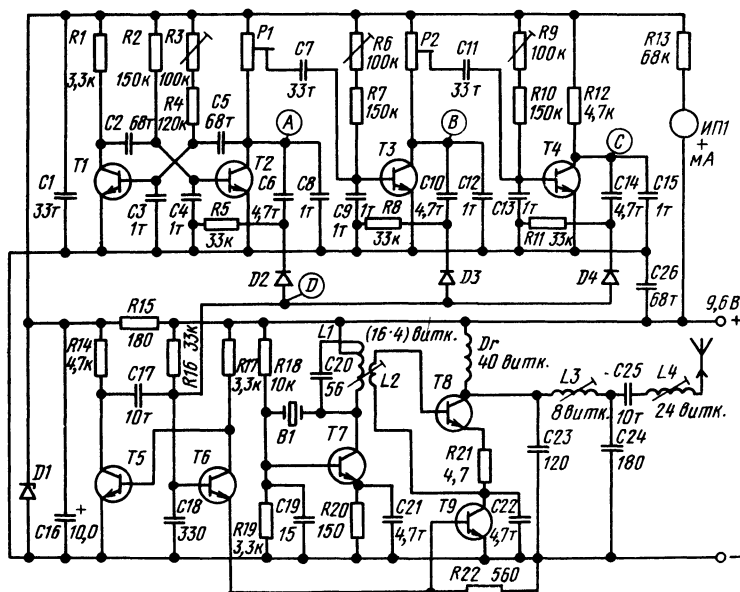 R1
R2
R3
P1
C7
R6
100к
P2
C11
R9
100к
R13
68к
3,3к
150к
100к
33т
33т
R4
120к
C5
68т
R7
150к
R10
150к
R12
4,7к
ИП1
+
мА
C2
68т
A
B
C
T1
T2
T3
T4
C1
33т
C3
1т
C4
1т
R5
33к
C6
4,7т
C8
1т
C9
1т
R8
33к
C10
4,7т
C12
1т
C13
1т
R11
33к
C14
4,7т
C15
1т
D2
D
D3
D4
C26
68т
9,6В
+
R15
180
R14
4,7к
C17
10т
R16
33к
R17
3,3к
R18
10к
L1
(16·4) витк.
C20
56
L2
Dr
40 витк.
L3
8 витк.
C25
10т
L4
24 витк.
B1
T8
T5
T6
T7
R21
4,7
C23
120
C24
180
D1
C16
+
10,0
C18
330
R19
3,3к
C19
15
R20
150
C21
4,7т
T9
C22
4,7т
R22
560
−